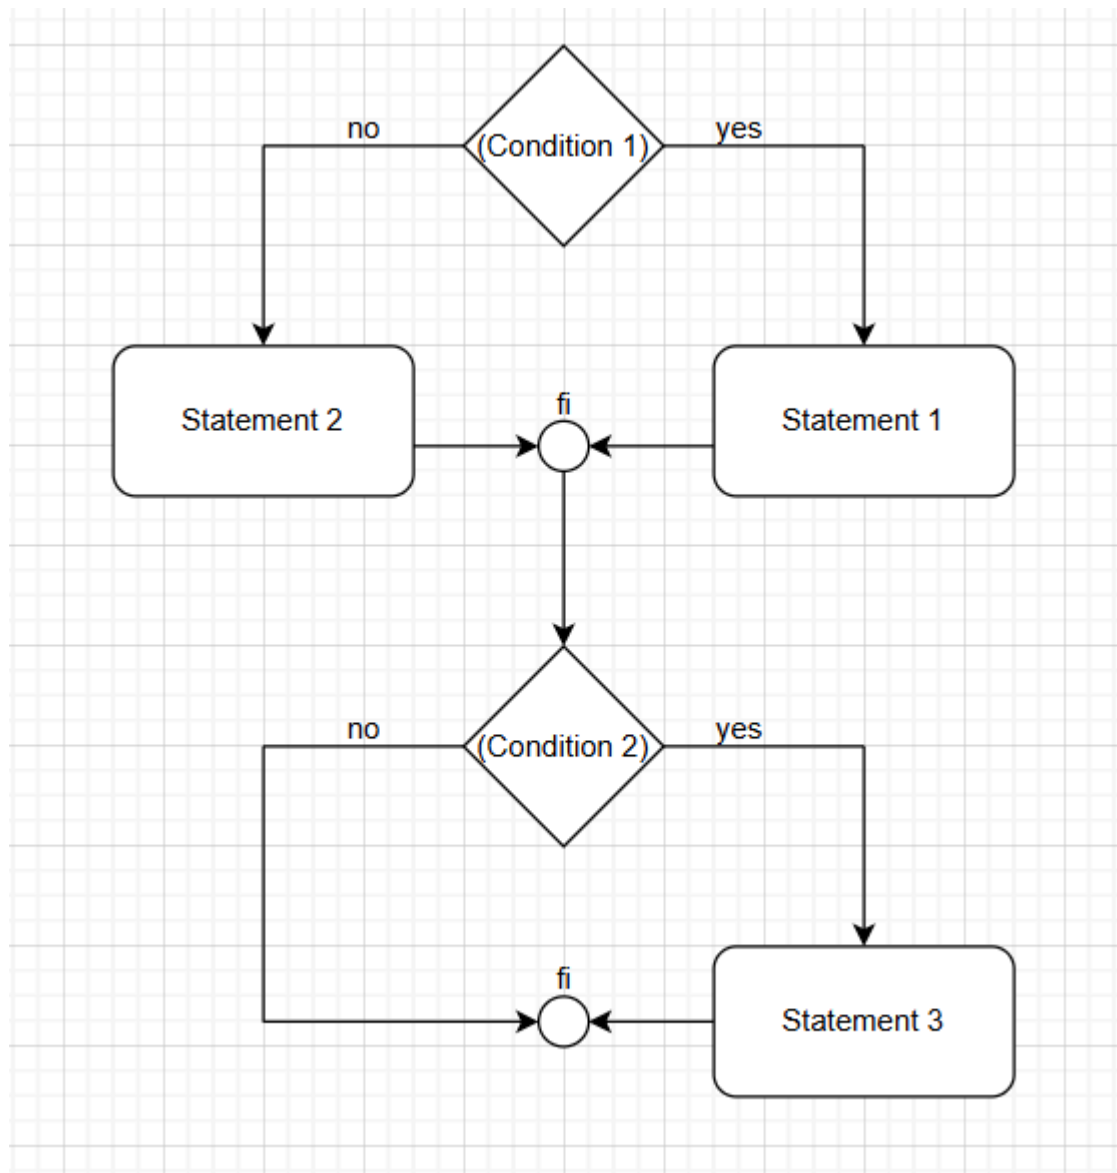 (Condition 1)
no
yes
Statement 2
fi
Statement 1
(Condition 2)
no
yes
fi
Statement 3